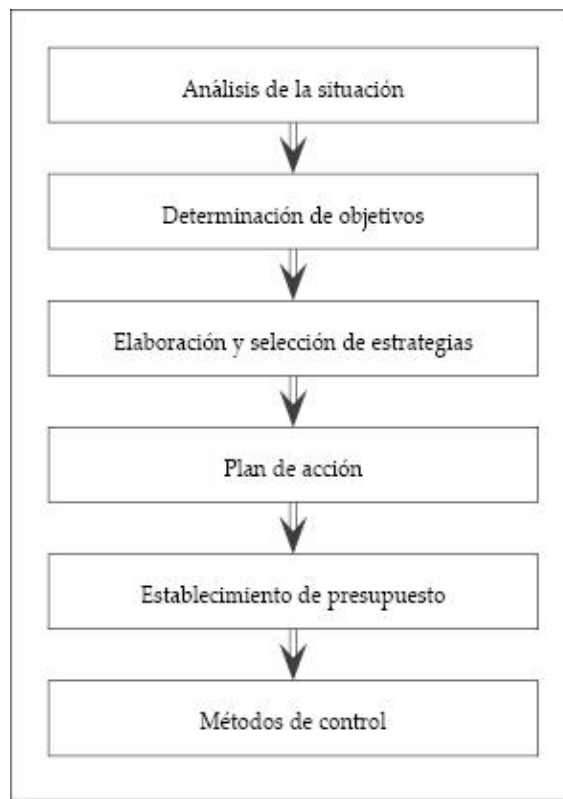 Análisis de la situación
Determinación de objetivos
Elaboración y selección de estrategias
Plan de acción
Establecimiento de presupuesto
Métodos de control